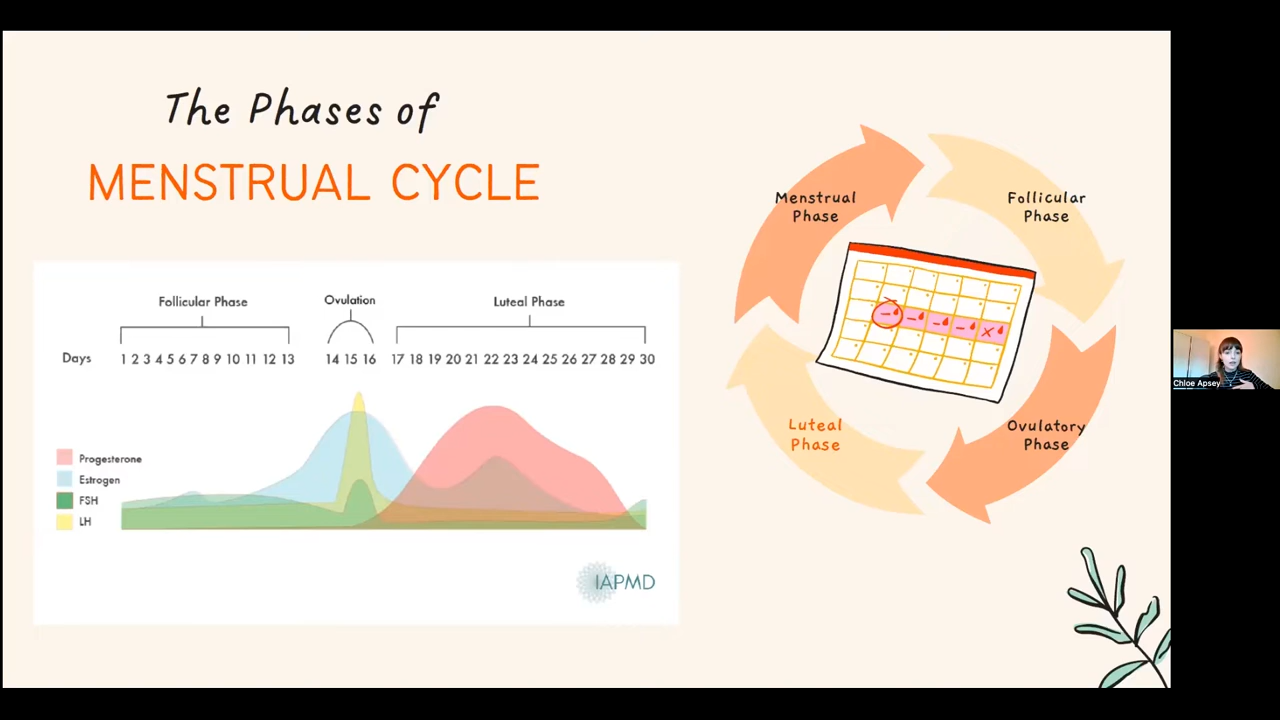 The Phases of
MENSTRUAL CYCLE
Follicular Phase
Ovulation
Luteal Phase
Days 1 2 3 4 5 6 7 8 9 10 11 12 13 14 15 16 17 18 19 20 21 22 23 24 25 26 27 28 29 30
Progesterone
Estrogen
FSH
LH
IAPMD
Menstrual
Phase
Follicular
Phase
Luteal
Phase
Ovulatory
Phase
Chloe Apsey